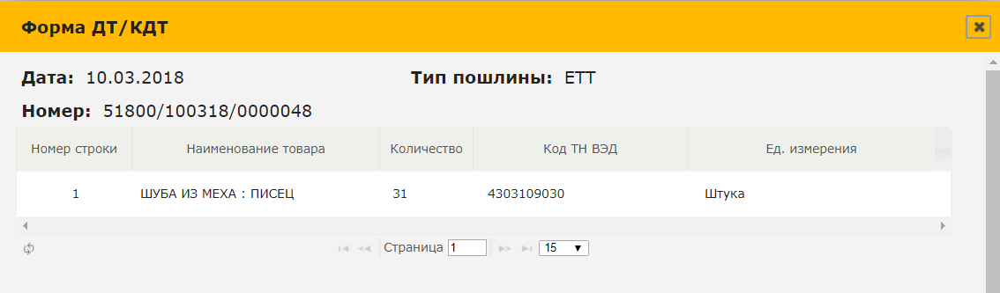 Форма ДТ/КДТ
Дата: 10.03.2018 Тип пошлины: ЕТТ
Номер: 51800/100318/0000048
Номер строки Наименование товара Количество Код ТН ВЭД Ед. измерения
1 ШУБА ИЗ МЕХА : ПИСЕЦ 31 4303109030 Штука
Страница 1 15